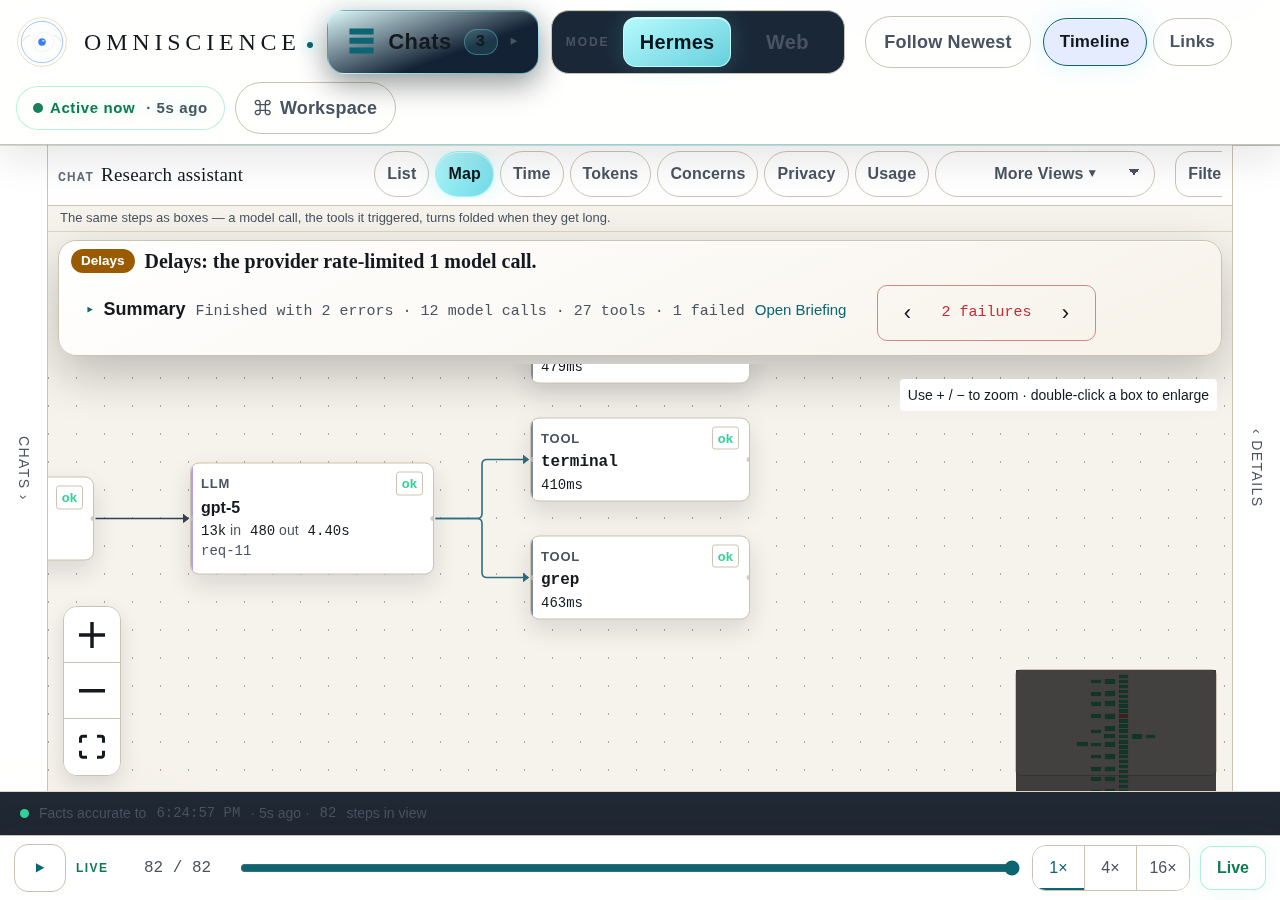 OMNISCIENCE
Chats 3 ▸
MODE Hermes Web
Follow Newest
Timeline
Links
Active now · 5s ago
⌘ Workspace
CHAT Research assistant
List Map Time Tokens Concerns Privacy Usage More Views ▾ Filte
The same steps as boxes — a model call, the tools it triggered, turns folded when they get long.
Delays Delays: the provider rate-limited 1 model call.
▸ Summary Finished with 2 errors · 12 model calls · 27 tools · 1 failed Open Briefing ‹ 2 failures ›
479ms
Use + / − to zoom · double-click a box to enlarge
CHATS ›
‹ DETAILS
ok
LLM ok
gpt-5
13k in 480 out 4.40s
req-11
TOOL ok
terminal
410ms
TOOL ok
grep
463ms
Facts accurate to 6:24:57 PM · 5s ago · 82 steps in view
LIVE 82 / 82 1× 4× 16× Live